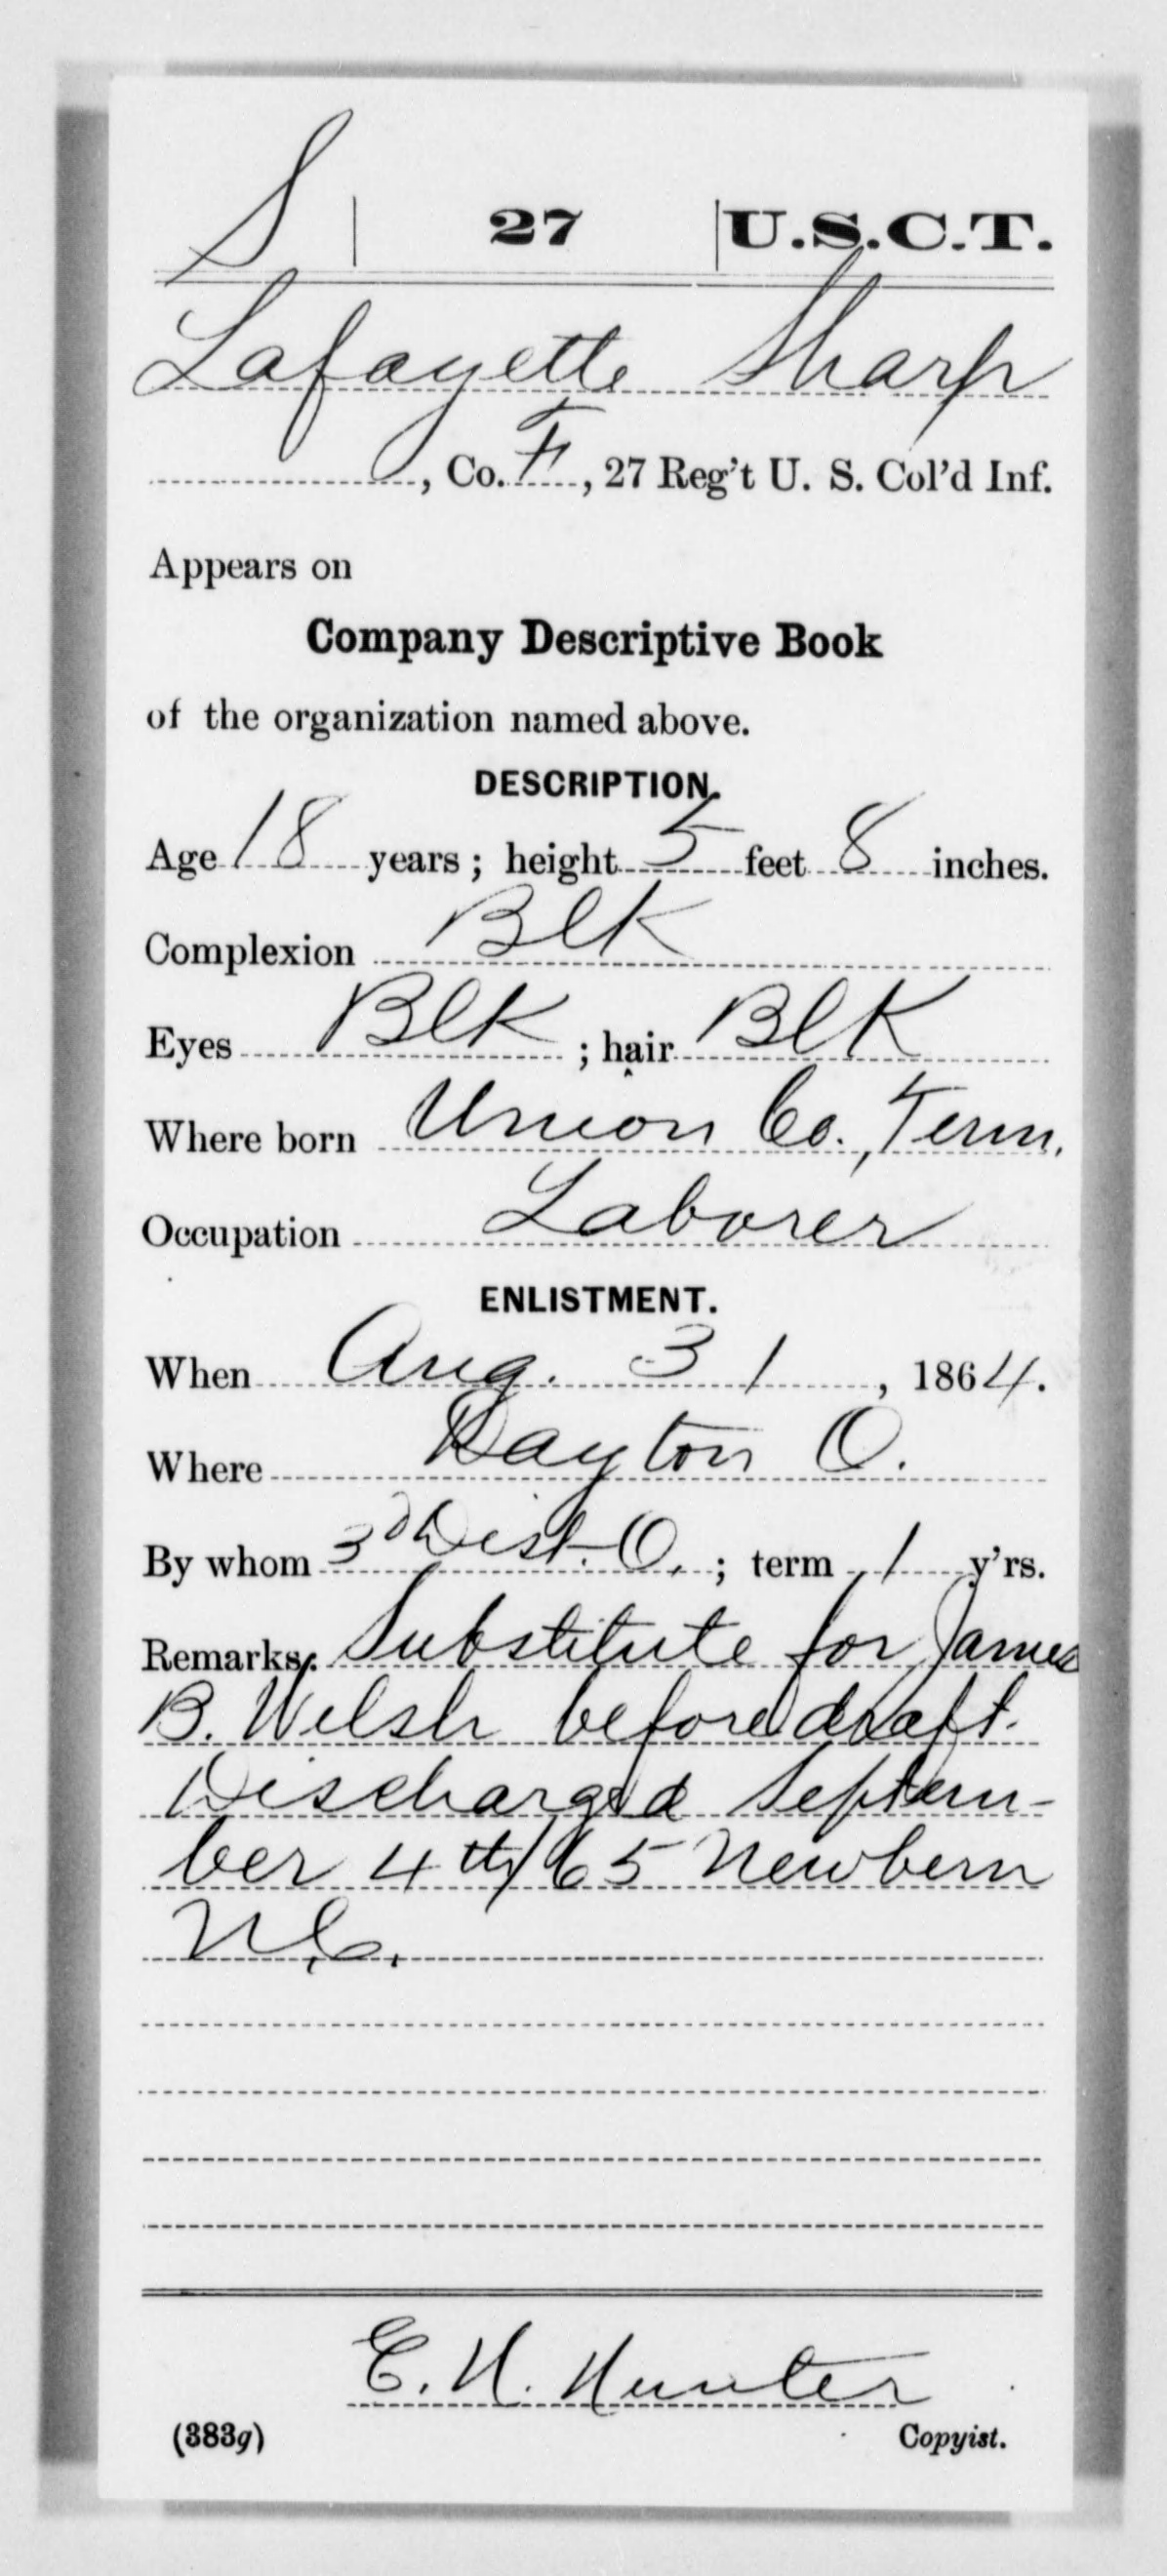 S | 27 | U.S.C.T.
Lafayette Sharp
, Co. F, 27 Reg't U. S. Col'd Inf.
Appears on
Company Descriptive Book
of the organization named above.
DESCRIPTION.
Age 18 years; height 5 feet 8 inches.
Complexion Blk
Eyes Blk; hair Blk
Where born Union Co., Tenn.
Occupation Laborer
ENLISTMENT.
When Aug. 31, 1864.
Where Dayton O.
By whom 3d Dist. O.; term 1 y'rs.
Remarks: Substitute for James
B. Welsh before draft.
Discharged Septem-
ber 4th/65 Newbern
N.C.
E. H. Hunter
(383g) Copyist.